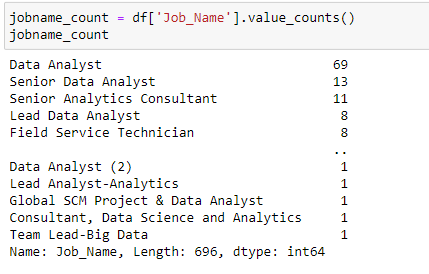 jobname_count = df['Job_Name'].value_counts()
jobname_count
Data Analyst 69
Senior Data Analyst 13
Senior Analytics Consultant 11
Lead Data Analyst 8
Field Service Technician 8
..
Data Analyst (2) 1
Lead Analyst-Analytics 1
Global SCM Project & Data Analyst 1
Consultant, Data Science and Analytics 1
Team Lead-Big Data 1
Name: Job_Name, Length: 696, dtype: int64